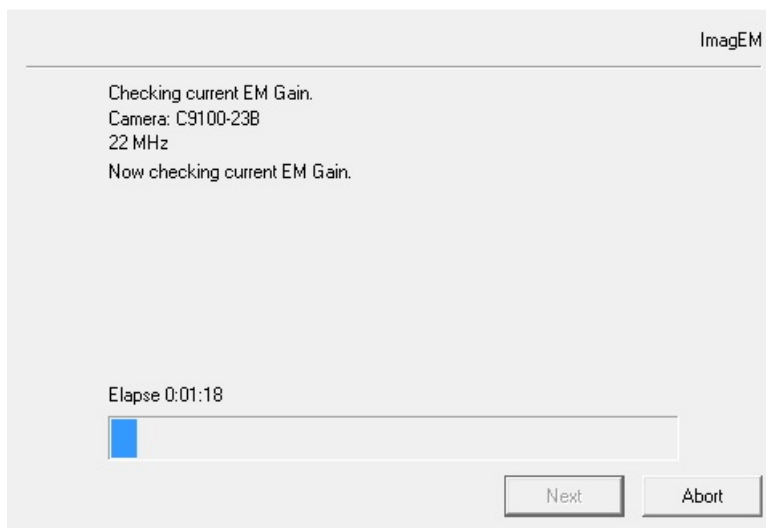 ImagEM
Checking current EM Gain.
Camera: C9100-23B
22 MHz
Now checking current EM Gain.
Elapse 0:01:18
Next
Abort